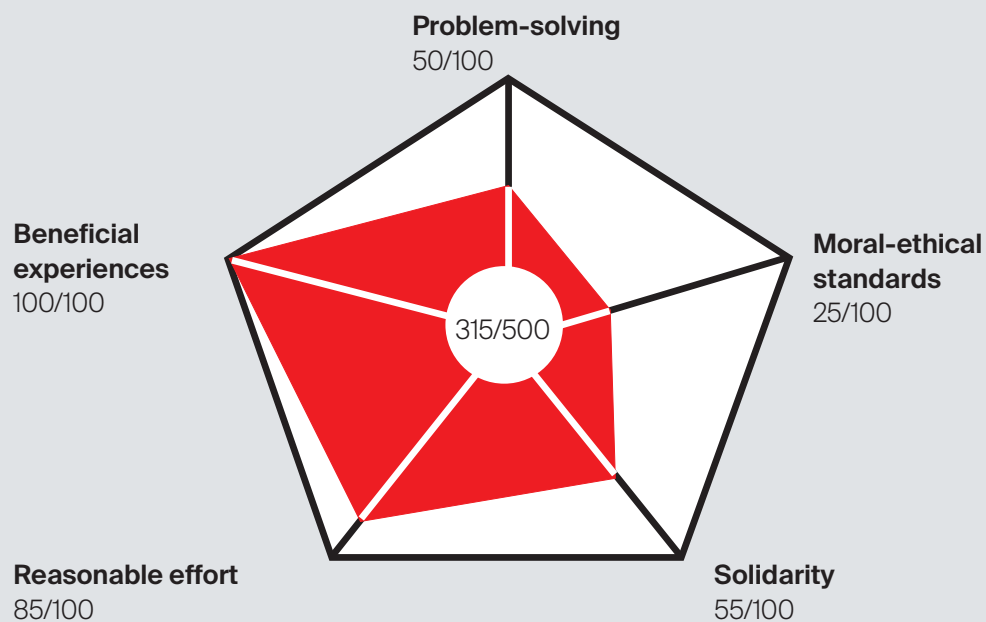 Problem-solving
50/100
Beneficial
experiences
100/100
Moral-ethical
standards
25/100
315/500
Reasonable effort
85/100
Solidarity
55/100